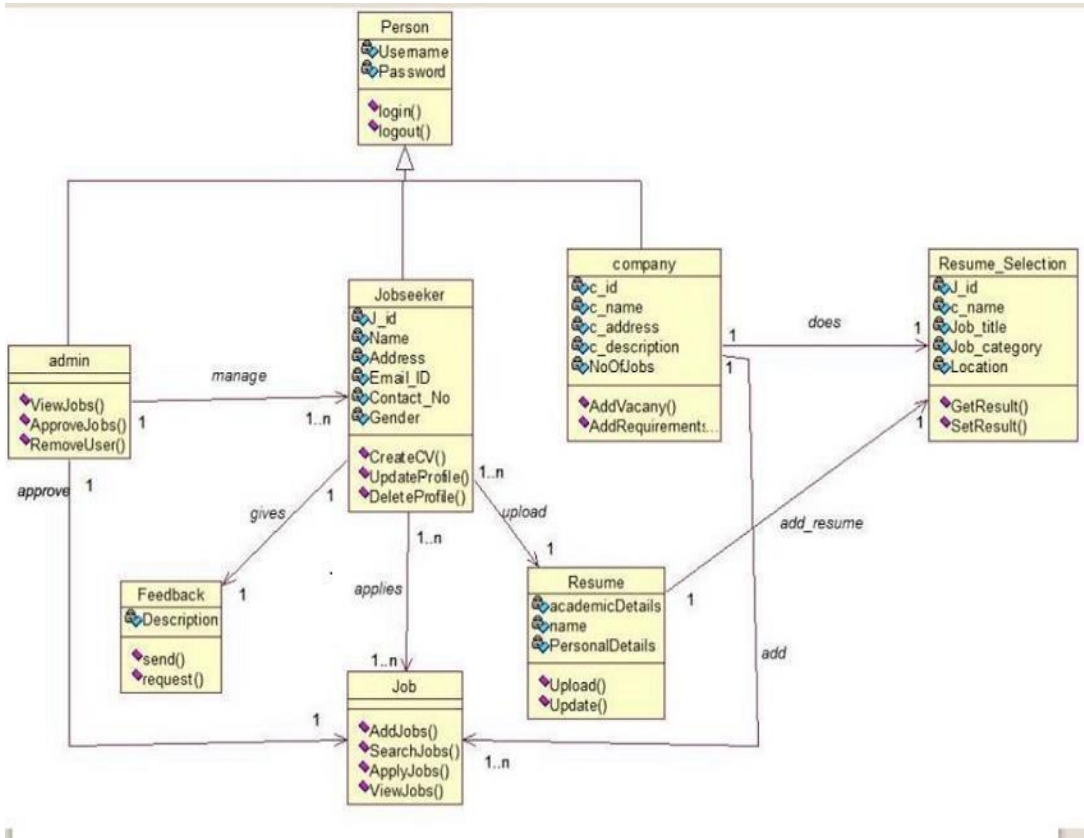 Person
Username
Password
login()
logout()
company
c_id
c_name
c_address
c_description
NoOfJobs
AddVacany()
AddRequirements...
Resume_Selection
J_id
c_name
Job_title
Job_category
Location
GetResult()
SetResult()
does
1
1
1
1
Jobseeker
J_id
Name
Address
Email_ID
Contact_No
Gender
CreateCV()
UpdateProfile()
DeleteProfile()
admin
ViewJobs()
ApproveJobs()
RemoveUser()
manage
1
1..n
approve
1
gives
1
1
1..n
upload
1
1..n
applies
1..n
add_resume
1
Feedback
Description
send()
request()
Resume
academicDetails
name
PersonalDetails
Upload()
Update()
add
Job
AddJobs()
SearchJobs()
ApplyJobs()
ViewJobs()
1
1..n